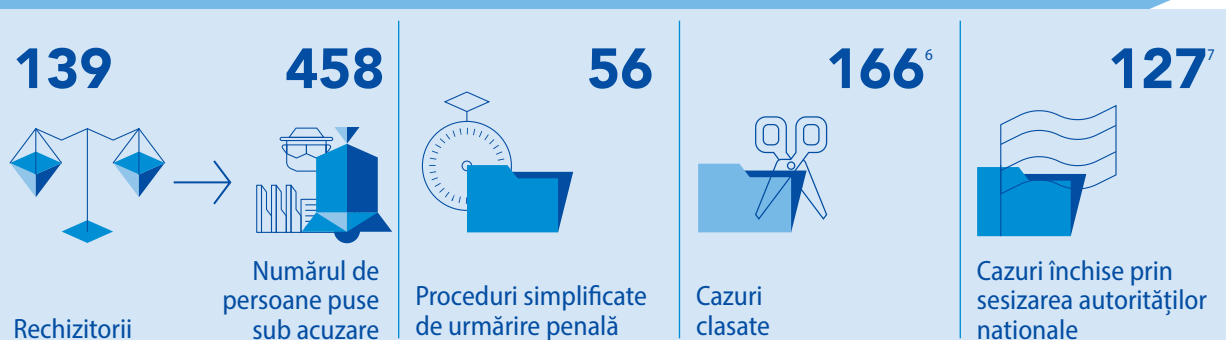 139
458
56
166⁶
127⁷
Rechizitorii
Numărul de
persoane puse
sub acuzare
Proceduri simplificate
de urmărire penală
Cazuri
clasate
Cazuri închise prin
sesizarea autorităților
naționale